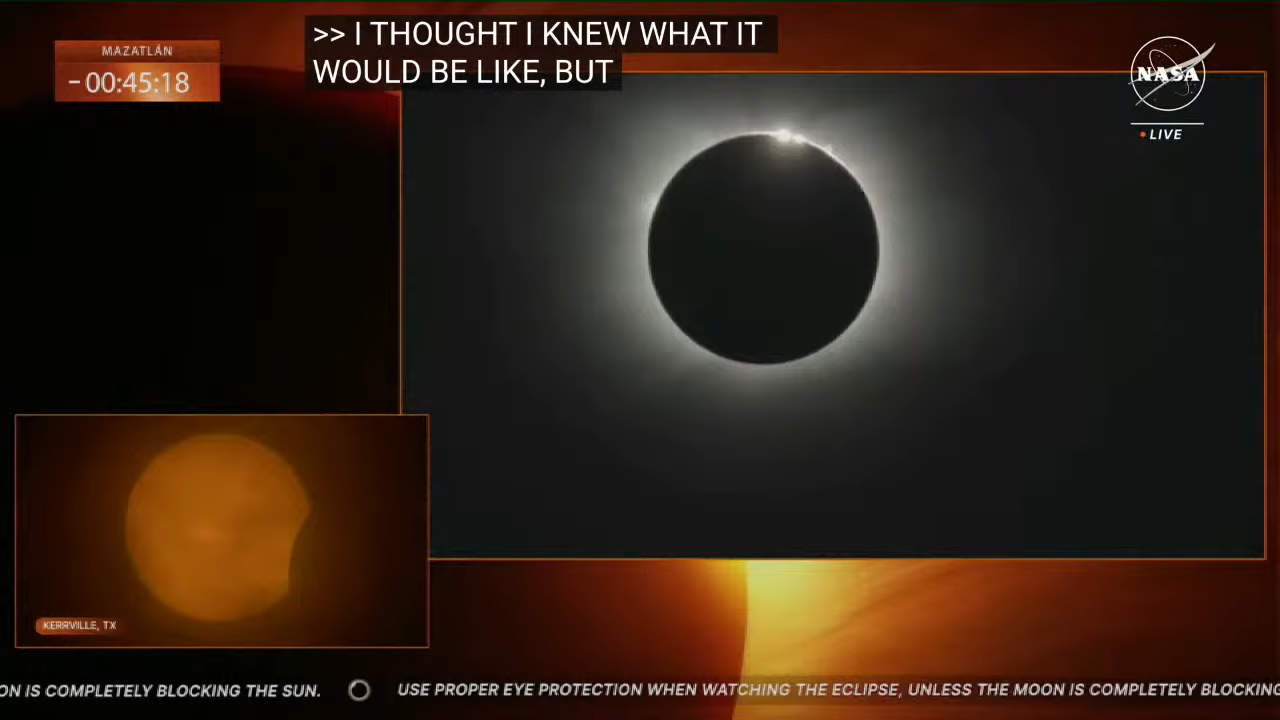 >> I THOUGHT I KNEW WHAT IT
WOULD BE LIKE, BUT
MAZATLÁN
-00:45:18
NASA
LIVE
KERRVILLE, TX
ON IS COMPLETELY BLOCKING THE SUN.
USE PROPER EYE PROTECTION WHEN WATCHING THE ECLIPSE, UNLESS THE MOON IS COMPLETELY BLOCKING